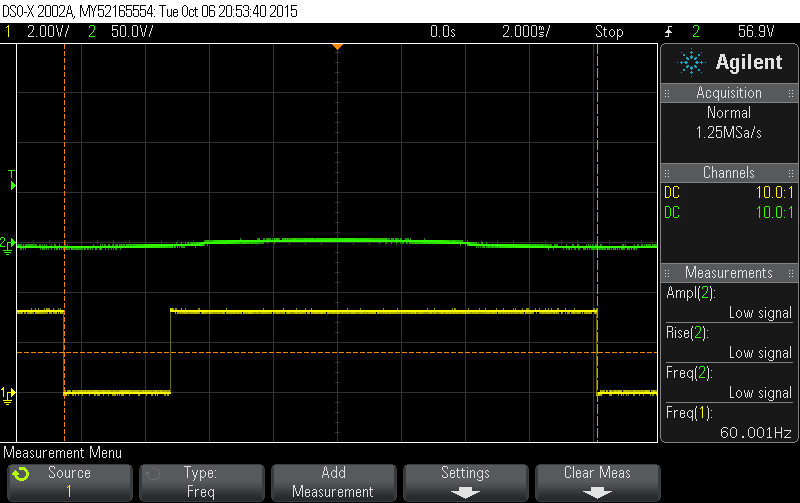 DSO-X 2002A, MY52165554: Tue Oct 06 20:53:40 2015
1 2.00V/ 2 50.0V/ 0.0s 2.000ms/ Stop 2 56.9V
Agilent
Acquisition
Normal
1.25MSa/s
Channels
DC 10.0:1
DC 10.0:1
Measurements
Ampl(2):
Low signal
Rise(2):
Low signal
Freq(2):
Low signal
Freq(1):
60.001Hz
T
2
1
Measurement Menu
Source
1
Type:
Freq
Add
Measurement
Settings
Clear Meas